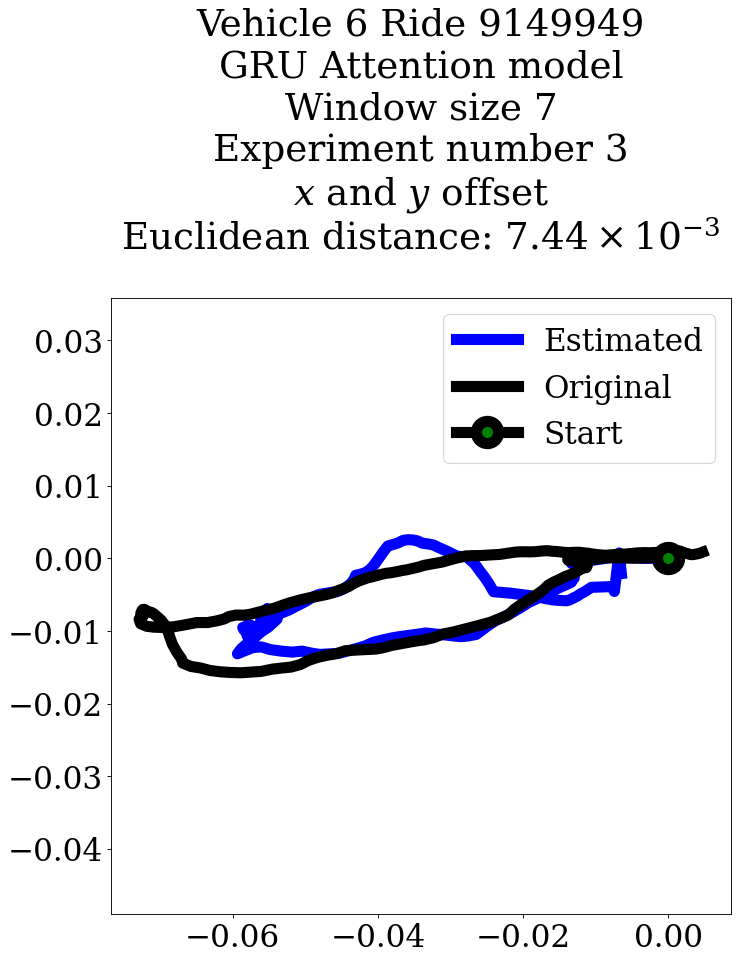 Vehicle 6 Ride 9149949
GRU Attention model
Window size 7
Experiment number 3
x and y offset
Euclidean distance: 7.44 × 10⁻³
Estimated
Original
Start
0.03
0.02
0.01
0.00
−0.01
−0.02
−0.03
−0.04
−0.06 −0.04 −0.02 0.00